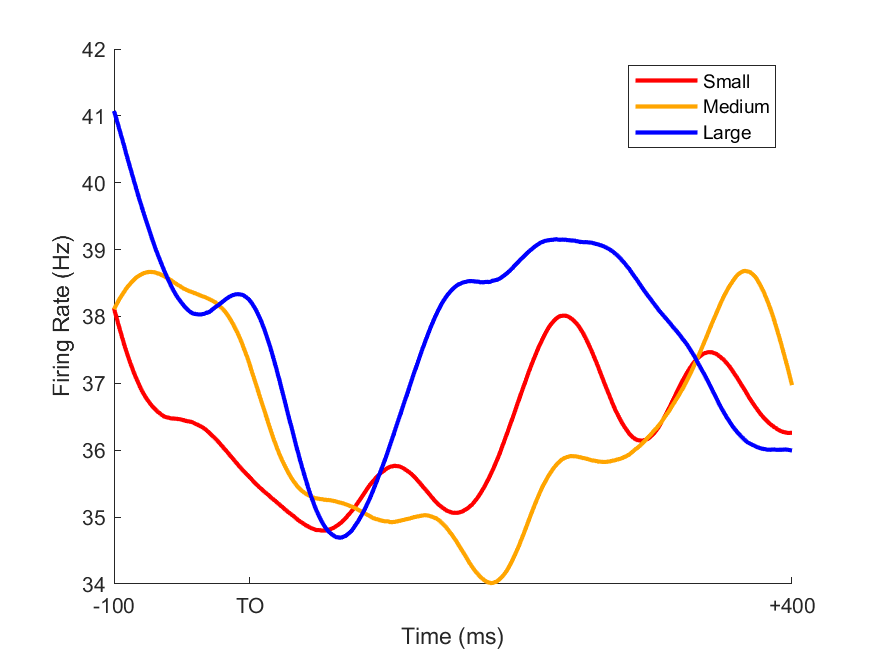 42
41
40
39
38
37
36
35
34
Firing Rate (Hz)
Small
Medium
Large
-100
TO
+400
Time (ms)